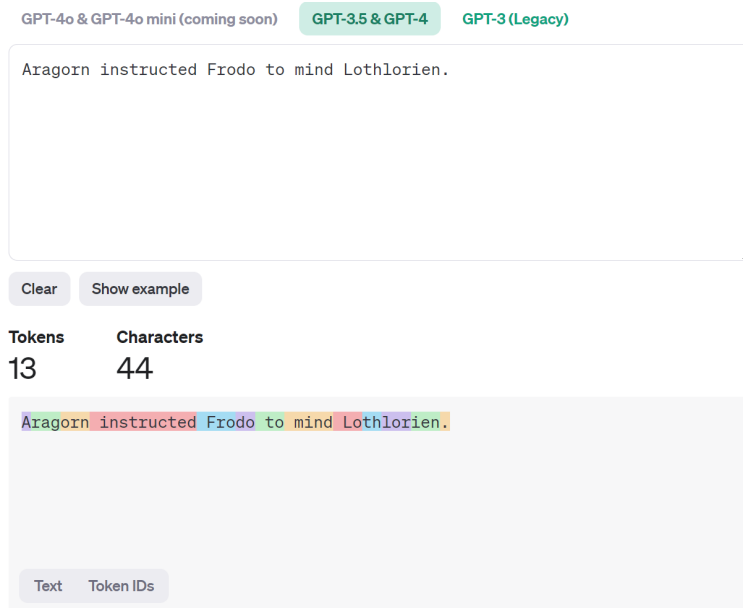 GPT-4o & GPT-4o mini (coming soon) GPT-3.5 & GPT-4 GPT-3 (Legacy)
Aragorn instructed Frodo to mind Lothlorien.
Clear Show example
Tokens Characters
13 44
Aragorn instructed Frodo to mind Lothlorien.
Text Token IDs